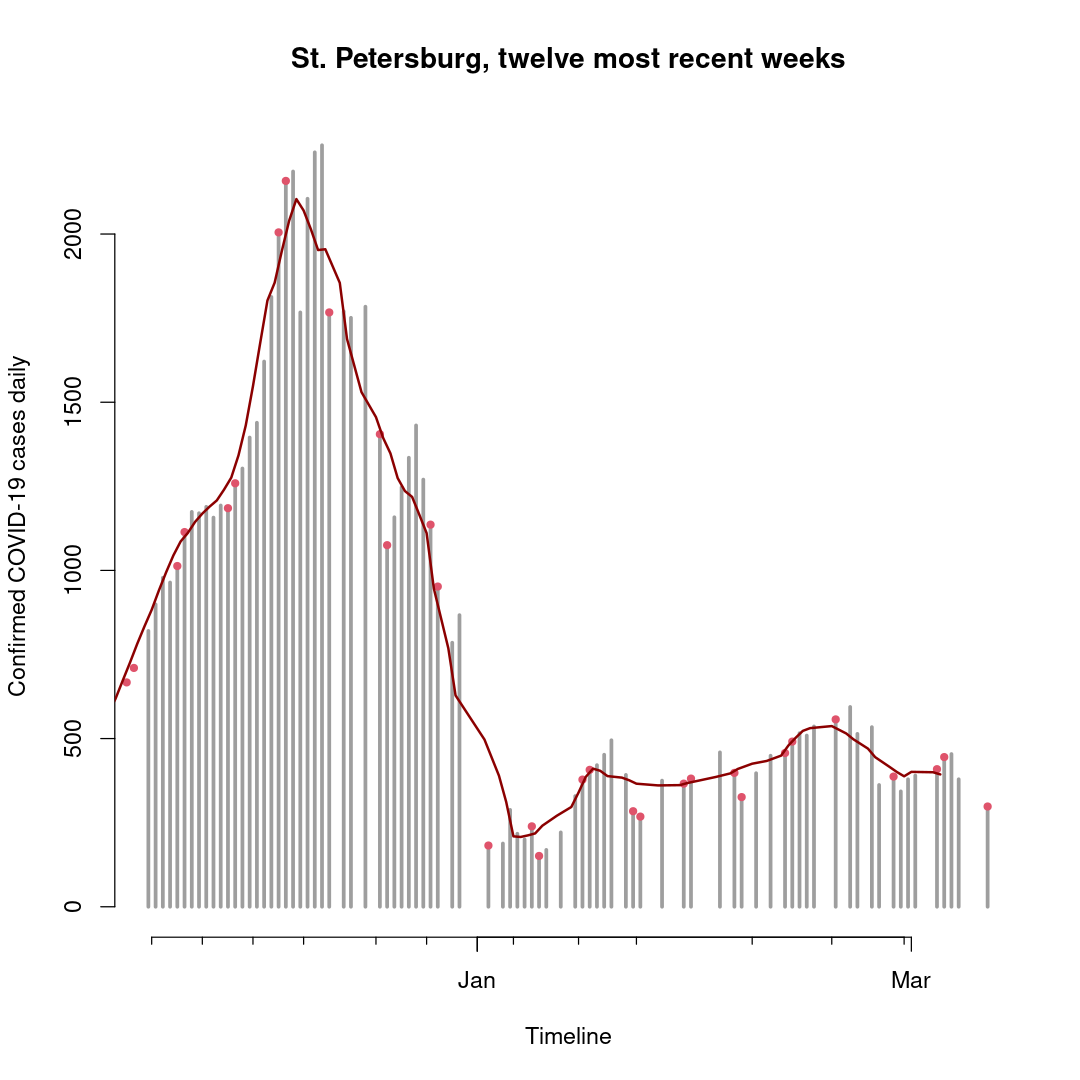 St. Petersburg, twelve most recent weeks
Confirmed COVID-19 cases daily
2000
1500
1000
500
0
Jan
Mar
Timeline